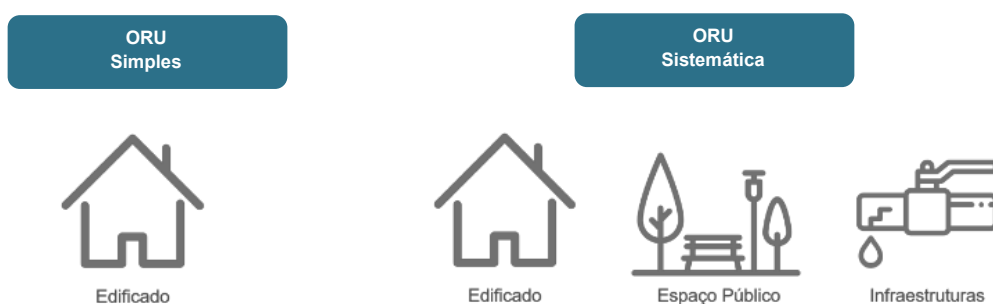 ORU
Simples
ORU
Sistemática
Edificado
Edificado
Espaço Público
Infraestruturas